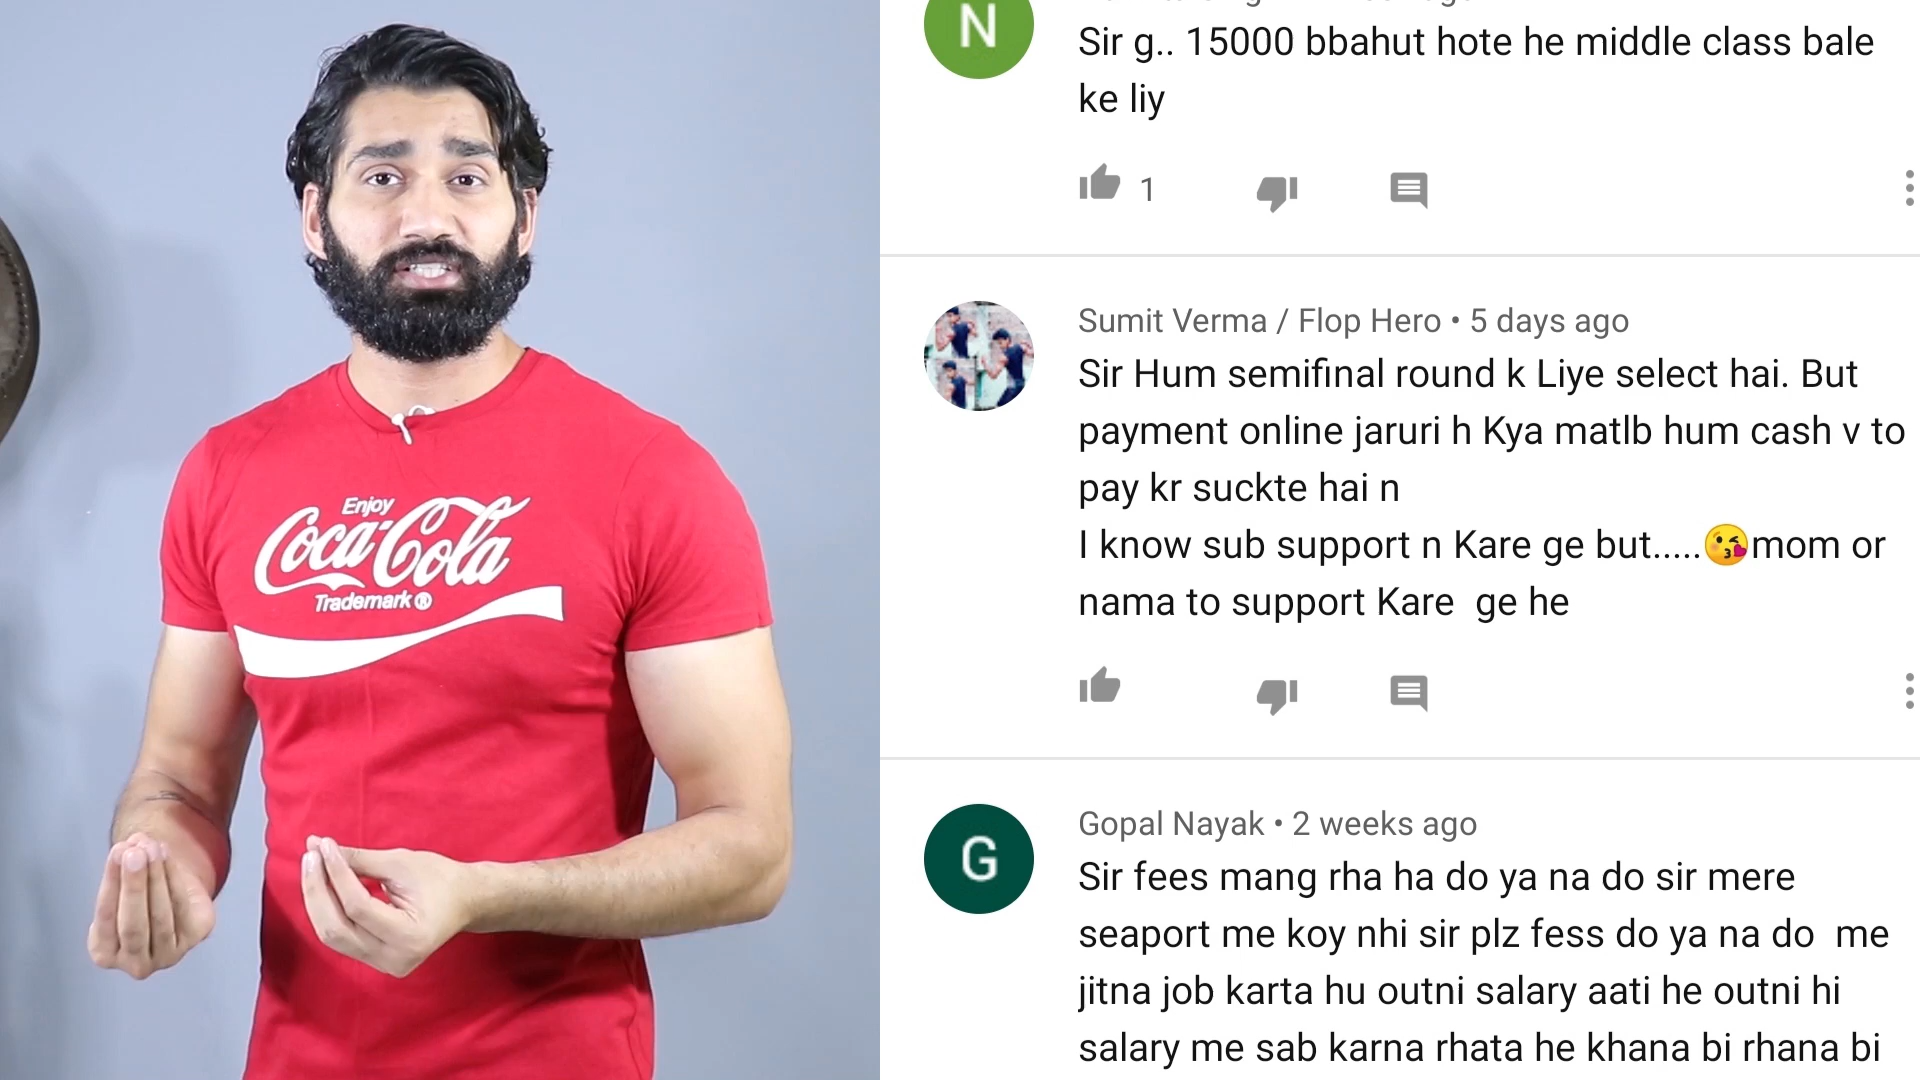 Enjoy
Coca-Cola
Trademark ®
N
Sir g.. 15000 bbahut hote he middle class bale
ke liy
1
Sumit Verma / Flop Hero • 5 days ago
Sir Hum semifinal round k Liye select hai. But
payment online jaruri h Kya matlb hum cash v to
pay kr suckte hai n
I know sub support n Kare ge but.....😘mom or
nama to support Kare ge he
G
Gopal Nayak • 2 weeks ago
Sir fees mang rha ha do ya na do sir mere
seaport me koy nhi sir plz fess do ya na do me
jitna job karta hu outni salary aati he outni hi
salary me sab karna rhata he khana bi rhana bi